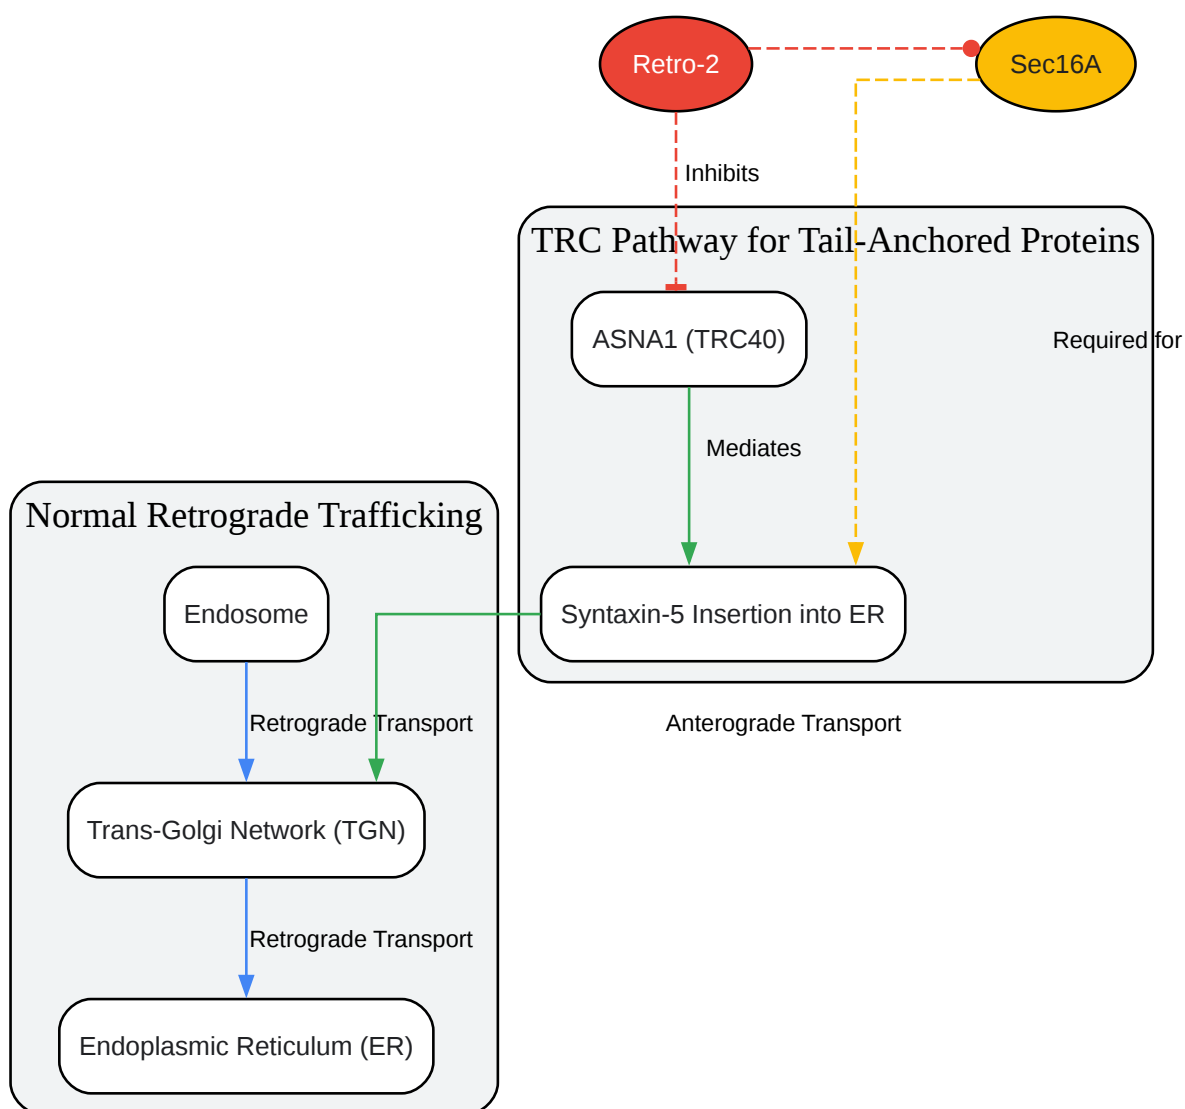 Retro-2
Sec16A
Inhibits
TRC Pathway for Tail-Anchored Proteins
ASNA1 (TRC40)
Required for
Mediates
Normal Retrograde Trafficking
Endosome
Syntaxin-5 Insertion into ER
Retrograde Transport
Anterograde Transport
Trans-Golgi Network (TGN)
Retrograde Transport
Endoplasmic Reticulum (ER)